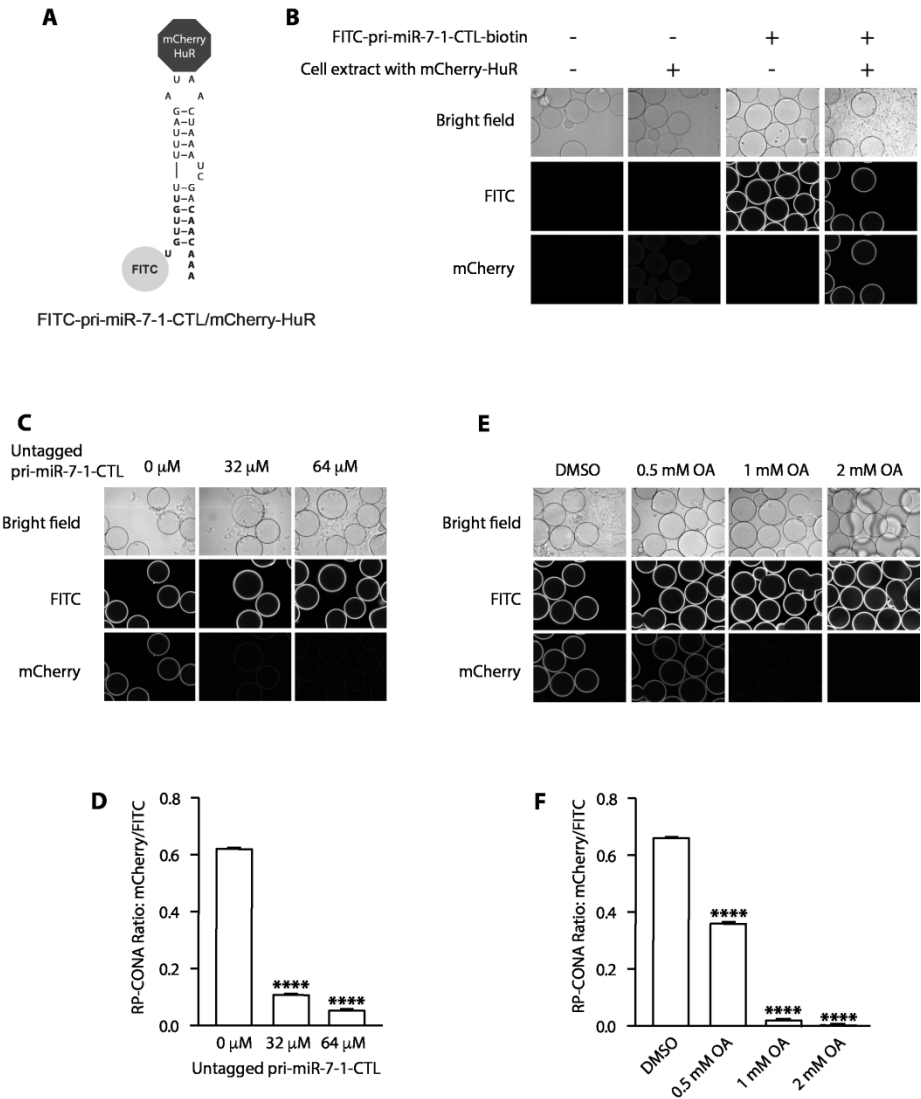 A
mCherry
HuR
U A
A A
G–C
A–U
U–A
U–A
U
C
U–G
U–A
G–C
U–A
U–A
G–C
U A
A
A
FITC
FITC-pri-miR-7-1-CTL/mCherry-HuR
B
FITC-pri-miR-7-1-CTL-biotin - - + +
Cell extract with mCherry-HuR - + - +
Bright field
FITC
mCherry
C
Untagged
pri-miR-7-1-CTL 0 μM 32 μM 64 μM
Bright field
FITC
mCherry
E
DMSO 0.5 mM OA 1 mM OA 2 mM OA
Bright field
FITC
mCherry
D
RP-CONA Ratio: mCherry/FITC
0.8
0.6
0.4
0.2
0.0
****
****
0 μM 32 μM 64 μM
Untagged pri-miR-7-1-CTL
F
RP-CONA Ratio: mCherry/FITC
0.8
0.6
0.4
0.2
0.0
****
****
****
DMSO
0.5 mM OA
1 mM OA
2 mM OA